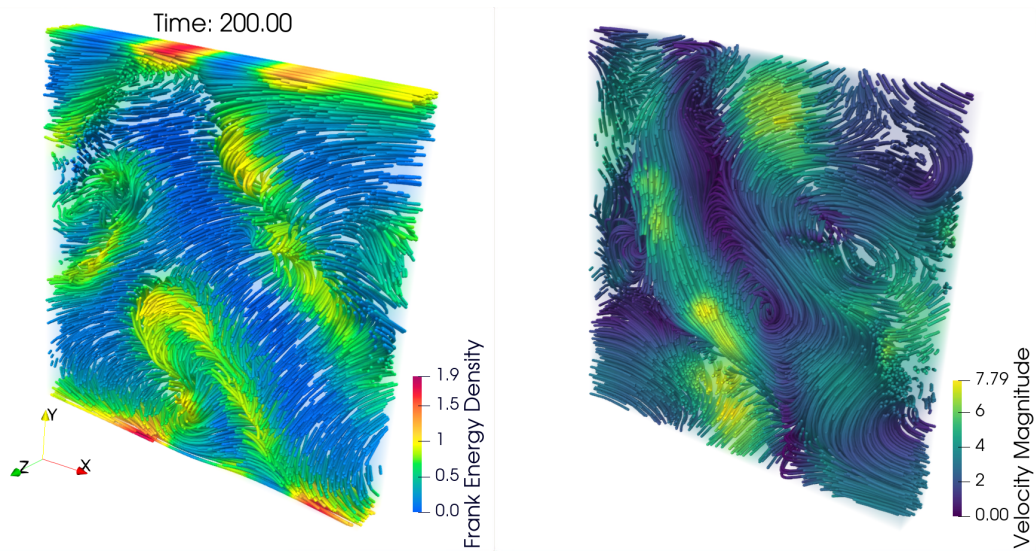 Time: 200.00
1.9
1.5
1
0.5
0.0
Frank Energy Density
Y
Z
X
7.79
6
4
2
0.00
Velocity Magnitude